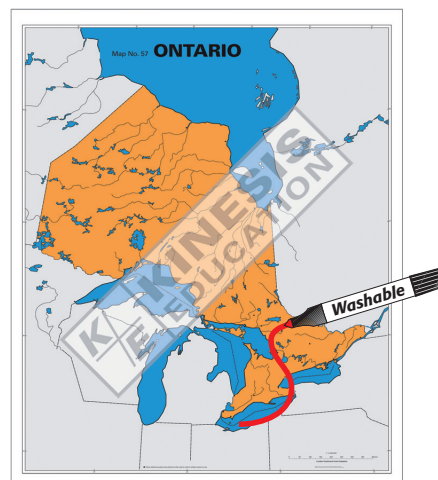 Map No. 57 ONTARIO
KINESIS
EDUCATION
K
E
Washable